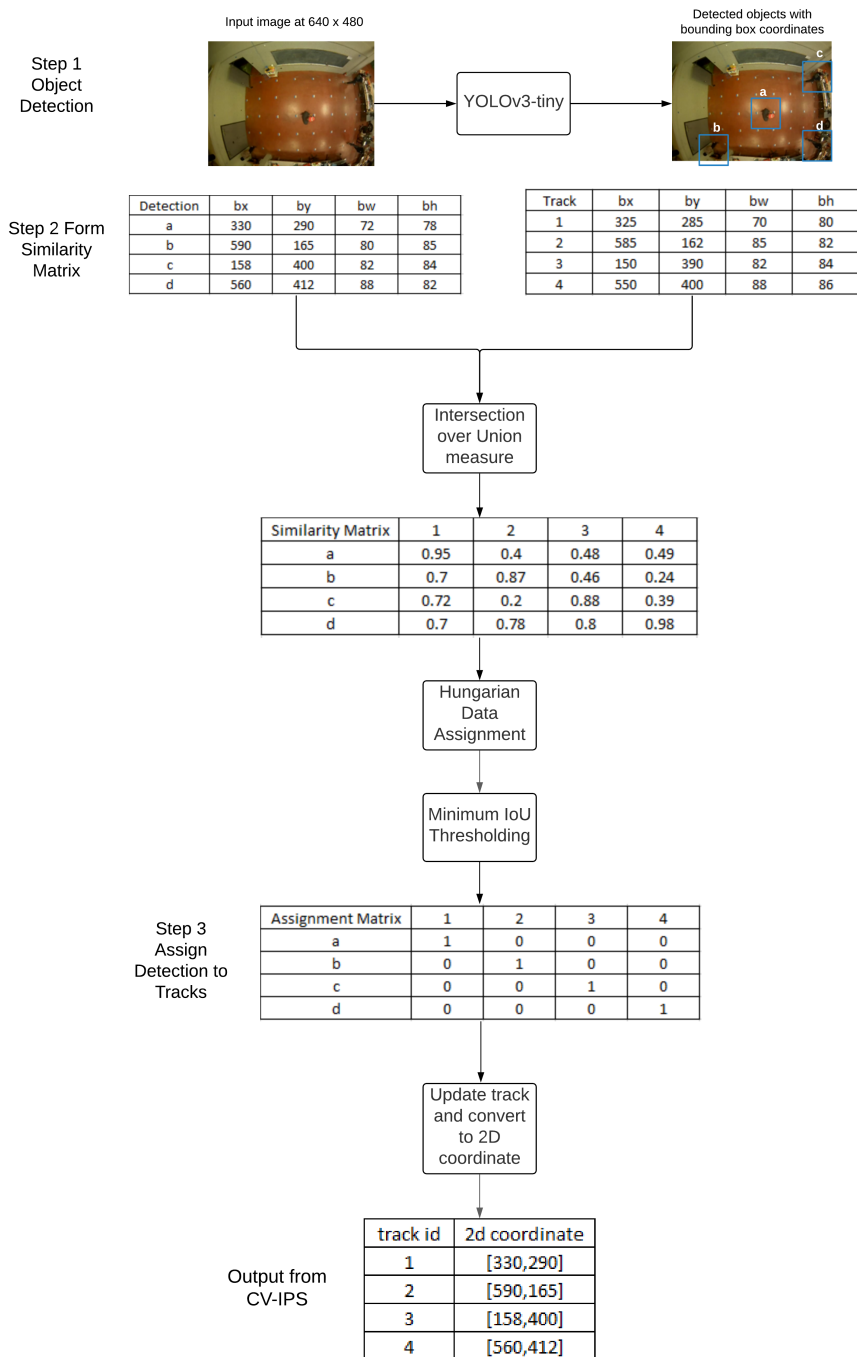 Input image at 640 x 480
Detected objects with
bounding box coordinates
Step 1
Object
Detection
YOLOv3-tiny
a
b
c
d
Step 2 Form
Similarity
Matrix
Detection bx by bw bh
a 330 290 72 78
b 590 165 80 85
c 158 400 82 84
d 560 412 88 82
Track bx by bw bh
1 325 285 70 80
2 585 162 85 82
3 150 390 82 84
4 550 400 88 86
Intersection
over Union
measure
Similarity Matrix 1 2 3 4
a 0.95 0.4 0.48 0.49
b 0.7 0.87 0.46 0.24
c 0.72 0.2 0.88 0.39
d 0.7 0.78 0.8 0.98
Hungarian
Data
Assignment
Minimum IoU
Thresholding
Step 3
Assign
Detection to
Tracks
Assignment Matrix 1 2 3 4
a 1 0 0 0
b 0 1 0 0
c 0 0 1 0
d 0 0 0 1
Update track
and convert
to 2D
coordinate
Output from
CV-IPS
track id 2d coordinate
1 [330,290]
2 [590,165]
3 [158,400]
4 [560,412]